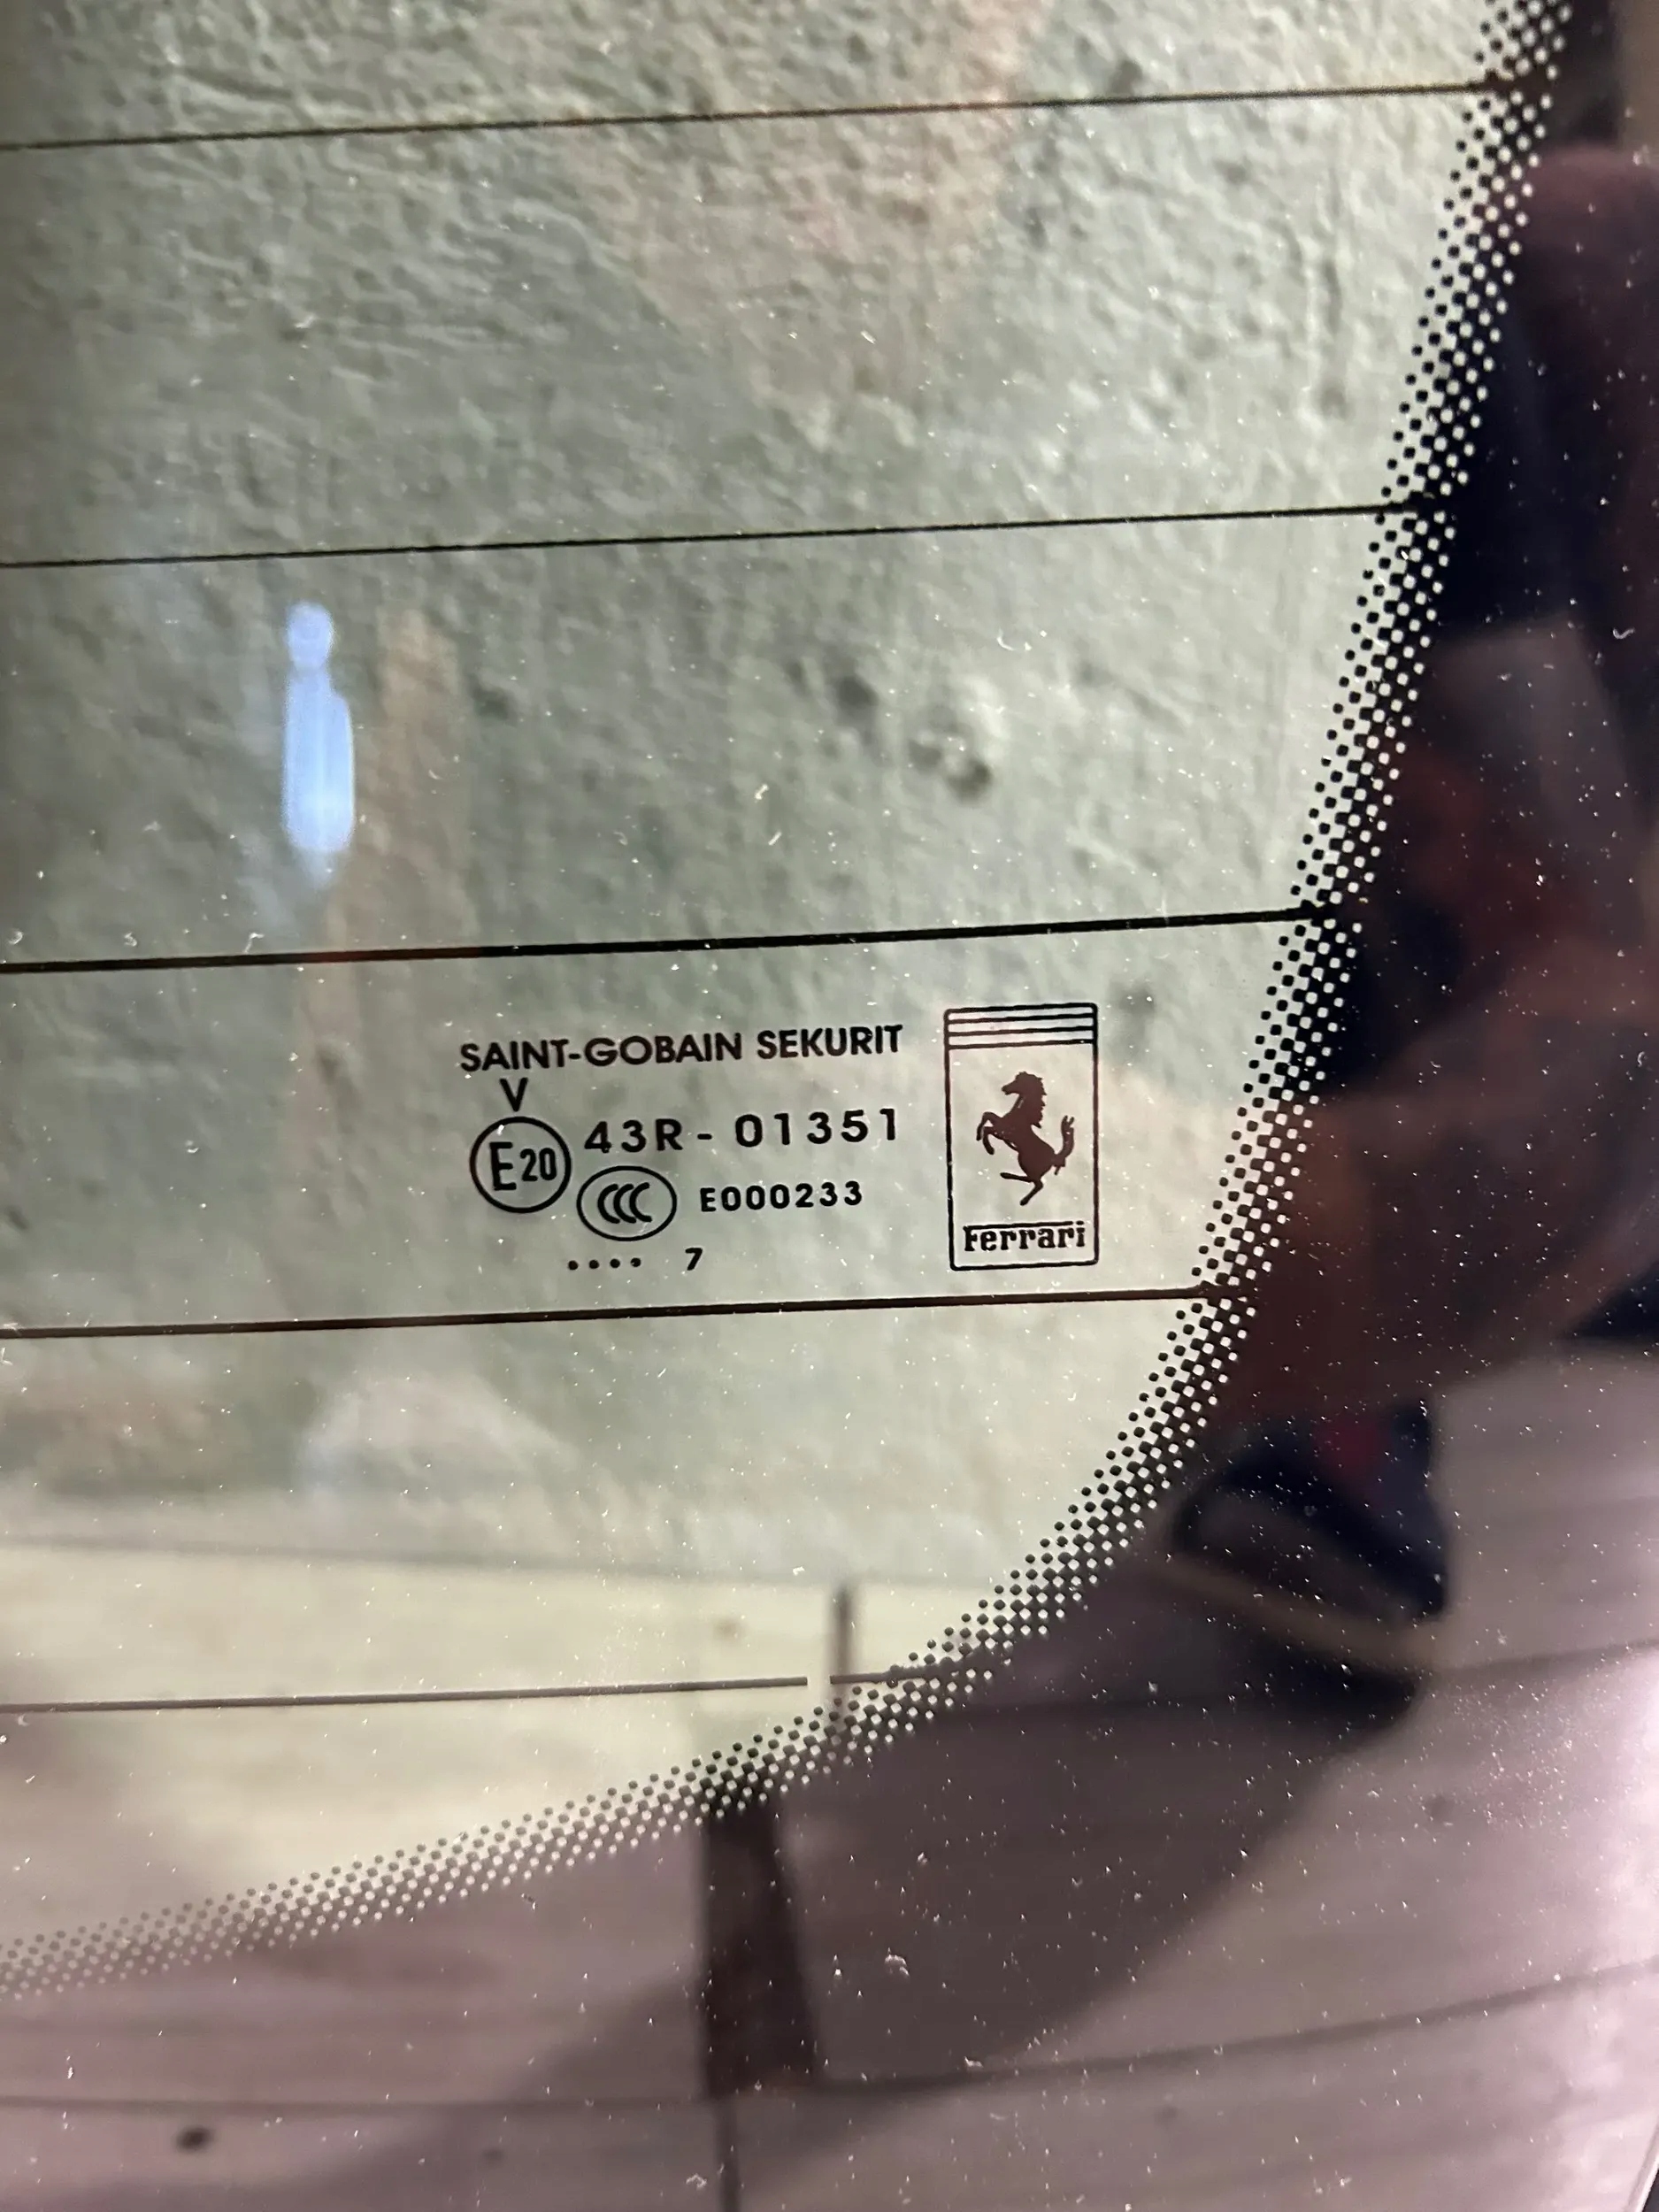 SAINT-GOBAIN SEKURIT
V
E20 43R - 01351
CCC E000233
.... 7
Ferrari